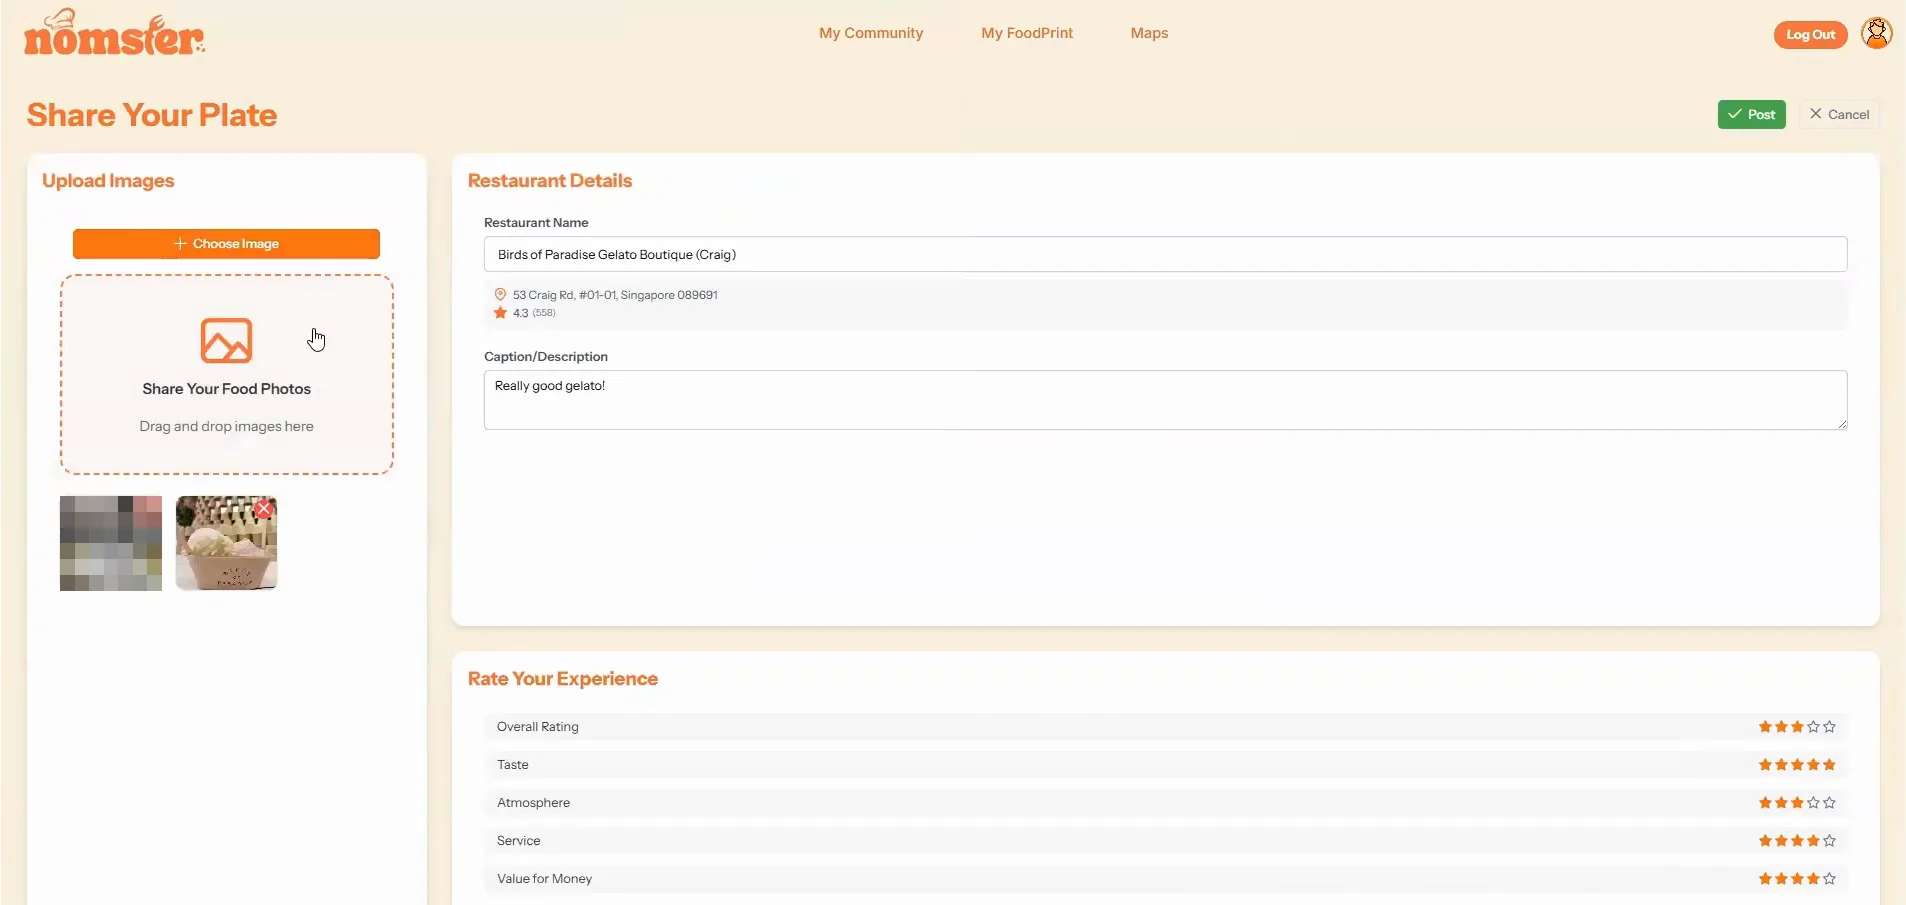 nomster
My Community
My FoodPrint
Maps
Log Out
Share Your Plate
Post
Cancel
Upload Images
Choose Image
Share Your Food Photos
Drag and drop images here
Restaurant Details
Restaurant Name
Birds of Paradise Gelato Boutique (Craig)
53 Craig Rd, #01-01, Singapore 089691
4.3 (558)
Caption/Description
Really good gelato!
Rate Your Experience
Overall Rating
Taste
Atmosphere
Service
Value for Money